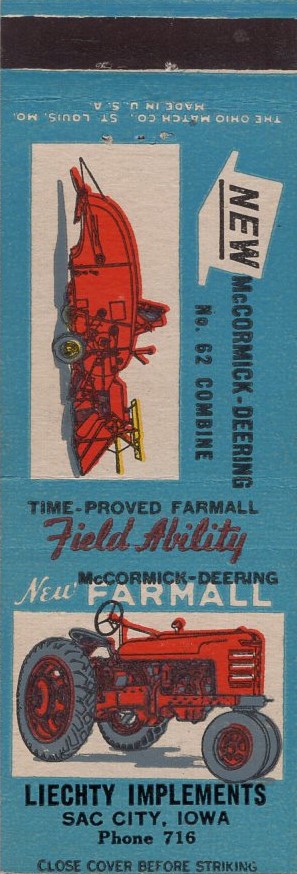 THE OHIO MATCH CO., ST. LOUIS, MO.
MADE IN U.S.A
NEW
McCORMICK-DEERING
No. 62 COMBINE
TIME-PROVED FARMALL
Field Ability
McCORMICK-DEERING
New FARMALL
LIECHTY IMPLEMENTS
SAC CITY, IOWA
Phone 716
CLOSE COVER BEFORE STRIKING